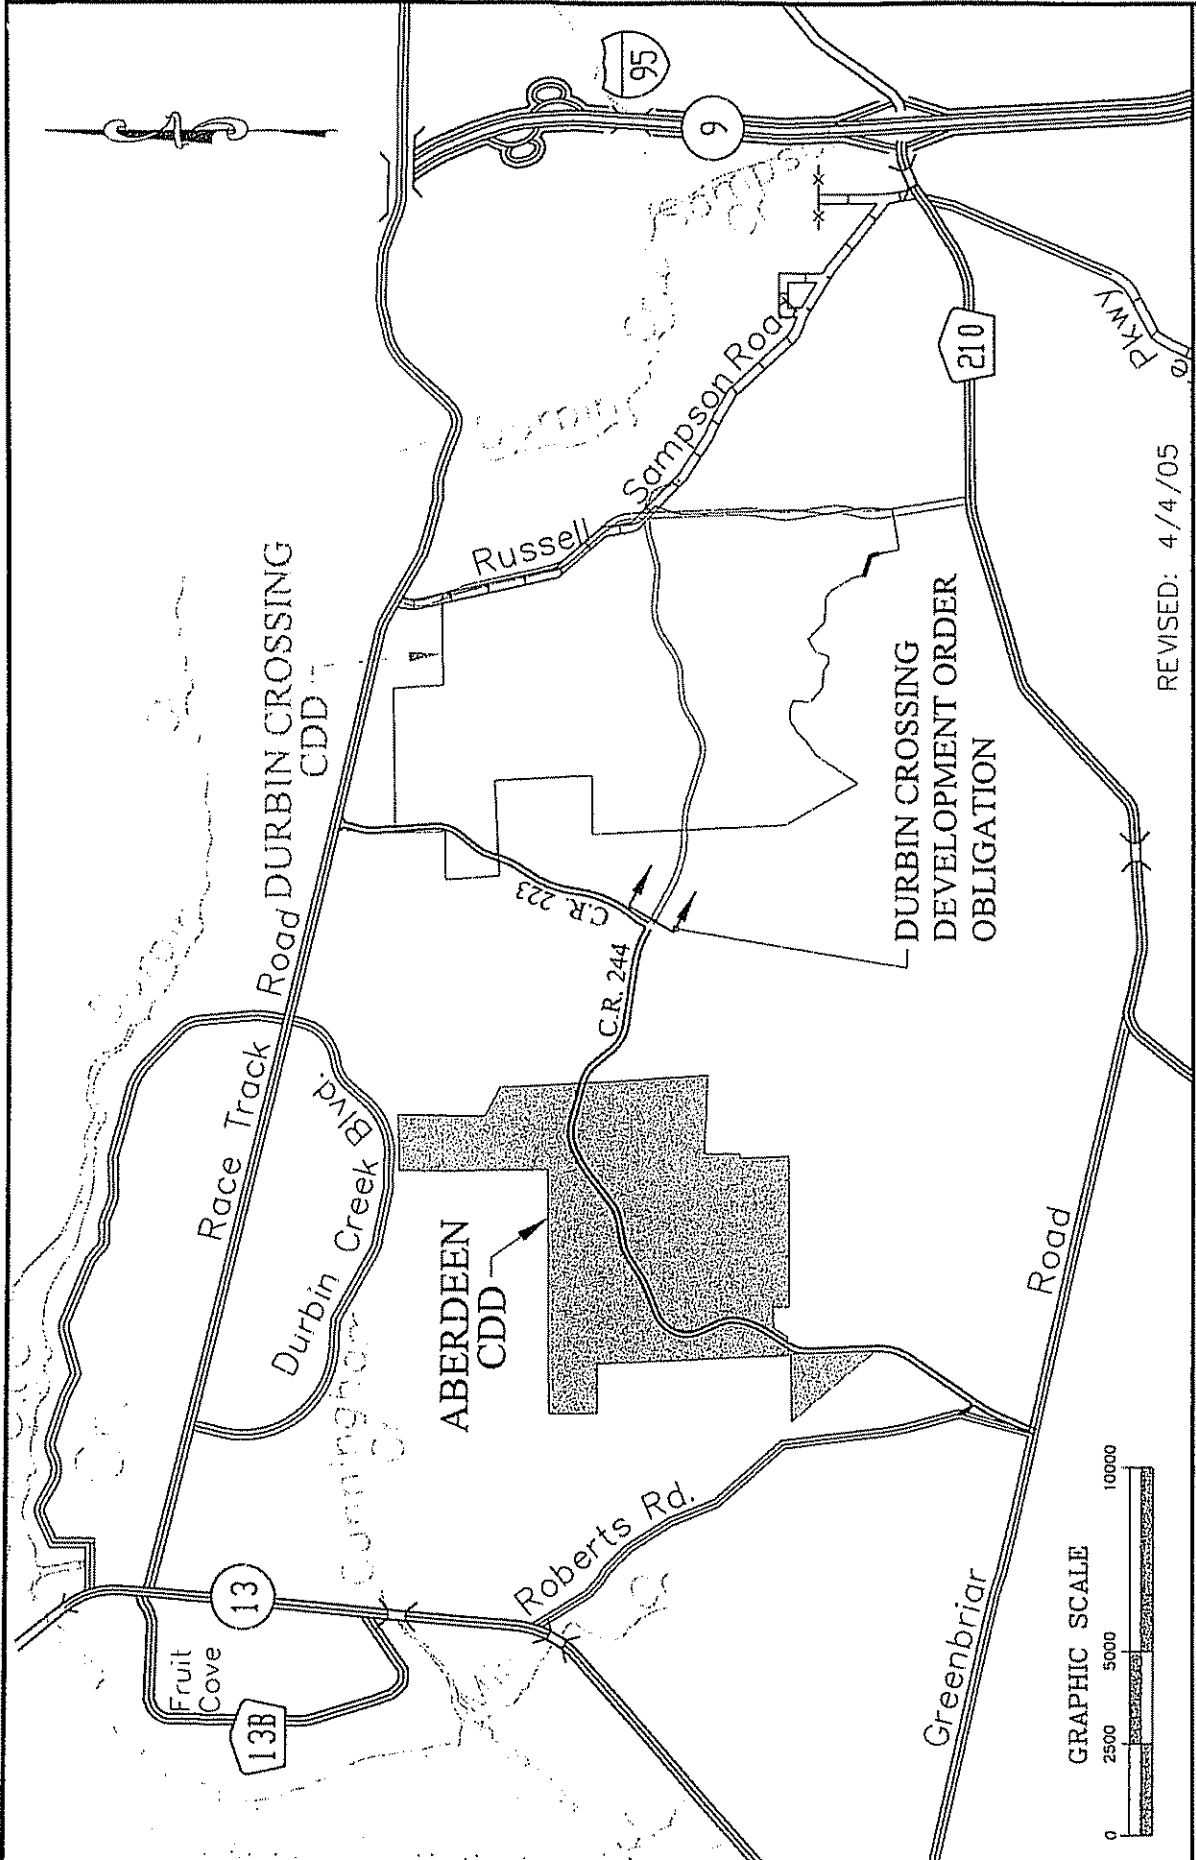 95
9
Race Track Road
DURBIN CROSSING
CDD
Russell Sampson Road
210
Pkwy
Durbin Creek Blvd.
C.R. 223
C.R. 244
ABERDEEN
CDD
DURBIN CROSSING
DEVELOPMENT ORDER
OBLIGATION
13
Fruit
Cove
13B
Roberts Rd.
Greenbriar Road
GRAPHIC SCALE
0 2500 5000 10000
REVISED: 4/4/05